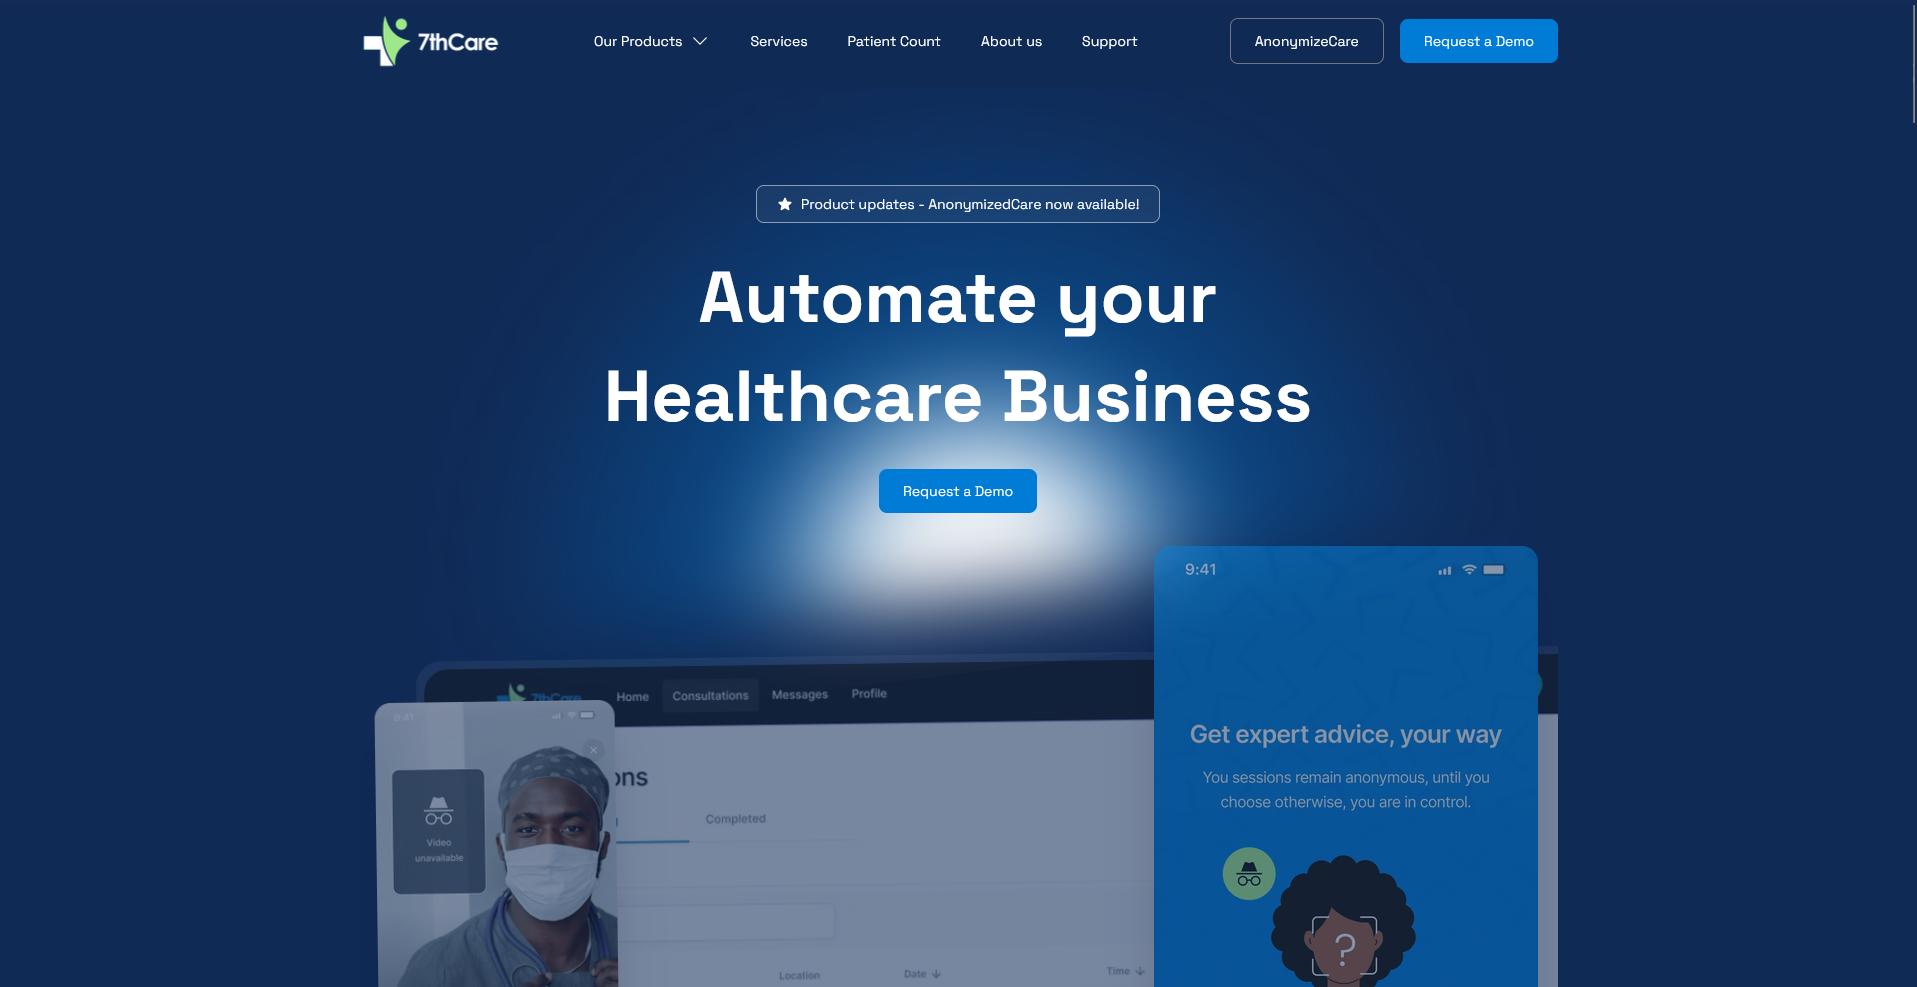 7thCare
Our Products
Services
Patient Count
About us
Support
AnonymizeCare
Request a Demo
Product updates - AnonymizedCare now available!
Automate your
Healthcare Business
Request a Demo
9:41
7thCare
Home
Consultations
Messages
Profile
9:41
Get expert advice, your way
You sessions remain anonymous, until you
choose otherwise, you are in control.
ons
Completed
Video
unavailable
?
Location
Date
Time